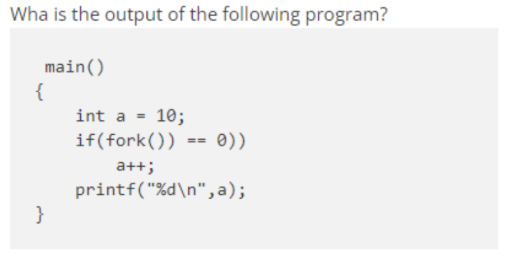 Wha is the output of the following program?
main()
{
int a = 10;
if(fork()) == 0))
a++;
printf("%d\n",a);
}